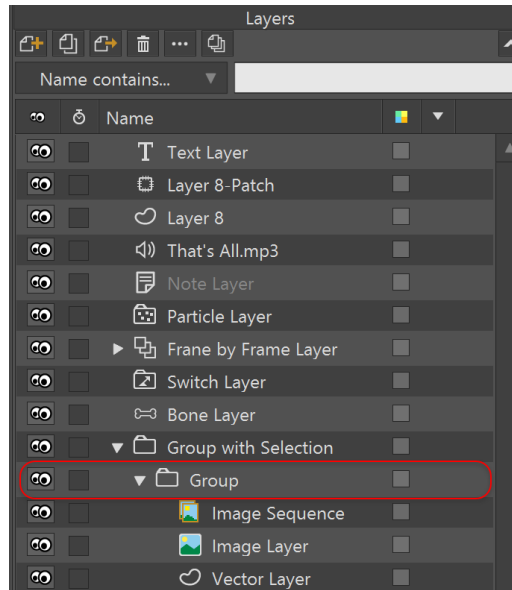 Layers
Name contains...
Name
Text Layer
Layer 8-Patch
Layer 8
That's All.mp3
Note Layer
Particle Layer
Frane by Frame Layer
Switch Layer
Bone Layer
Group with Selection
Group
Image Sequence
Image Layer
Vector Layer